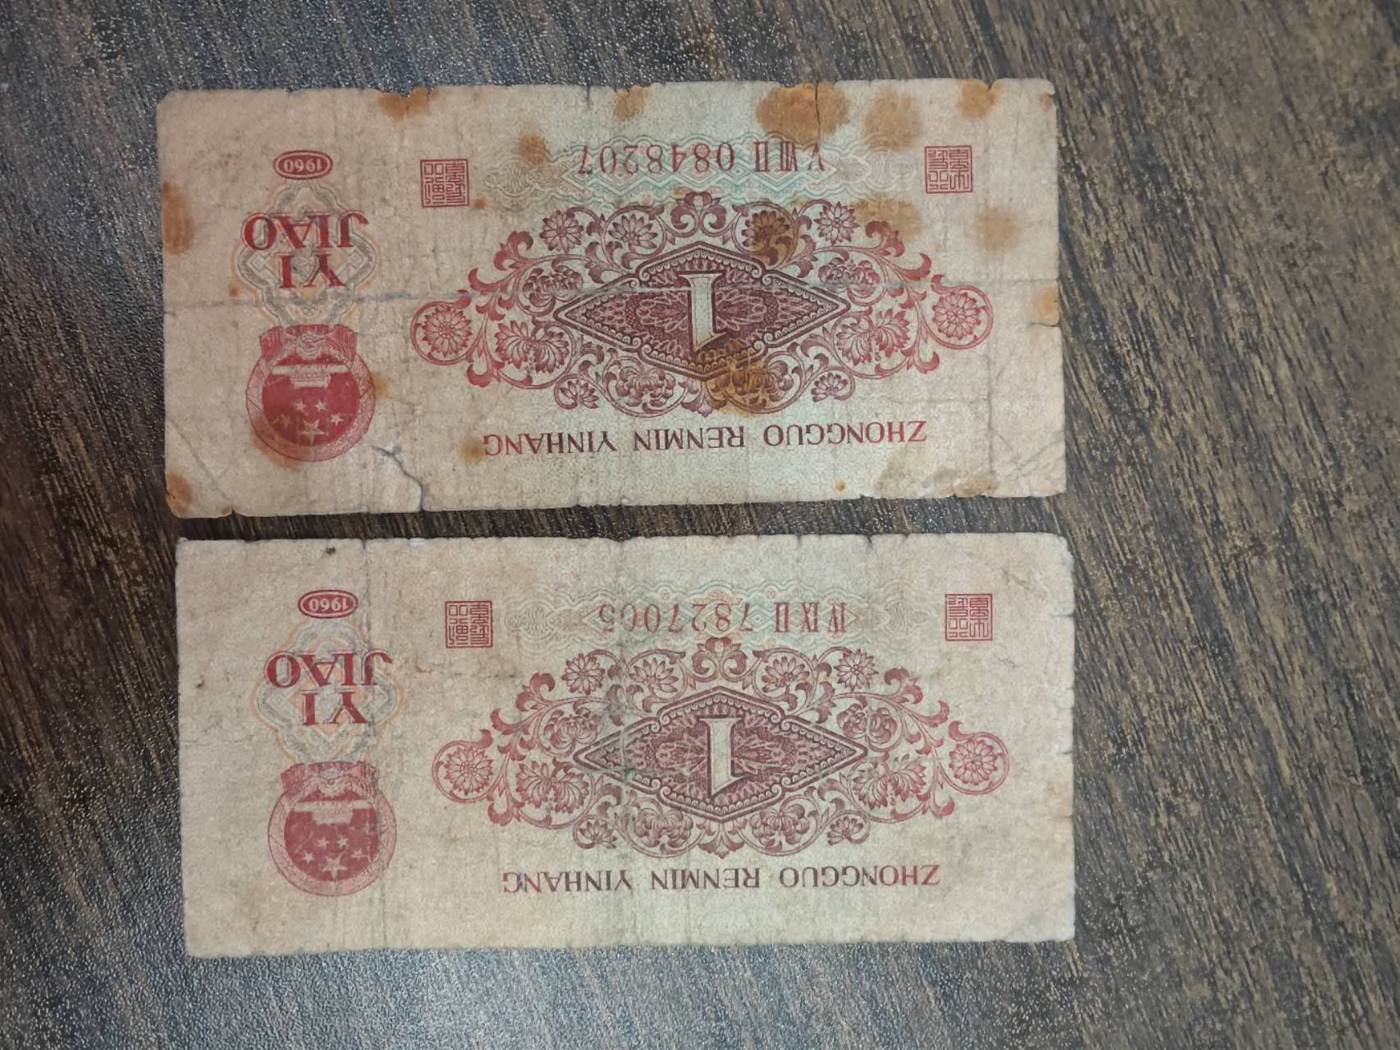 ZHONGGUO RENMIN YINHANG
1
V VIII II 0848207
YI
JIAO
1960
ZHONGGUO RENMIN YINHANG
1
IV IX II 7827065
YI
JIAO
1960